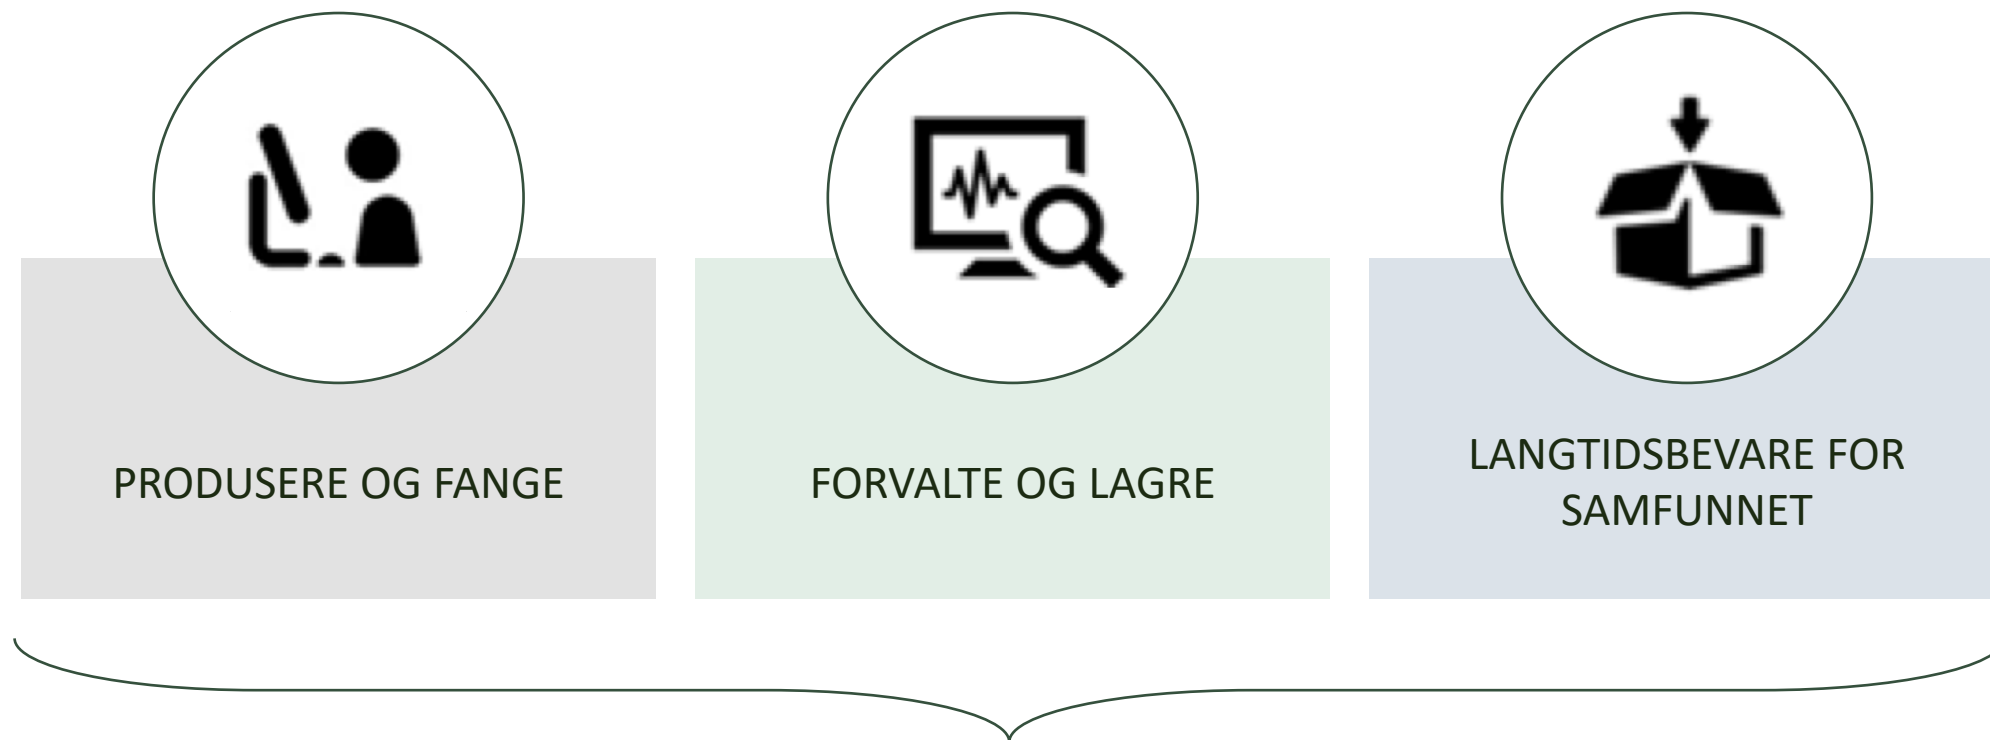 PRODUSERE OG FANGE
FORVALTE OG LAGRE
LANGTIDSBEVARE FOR
SAMFUNNET